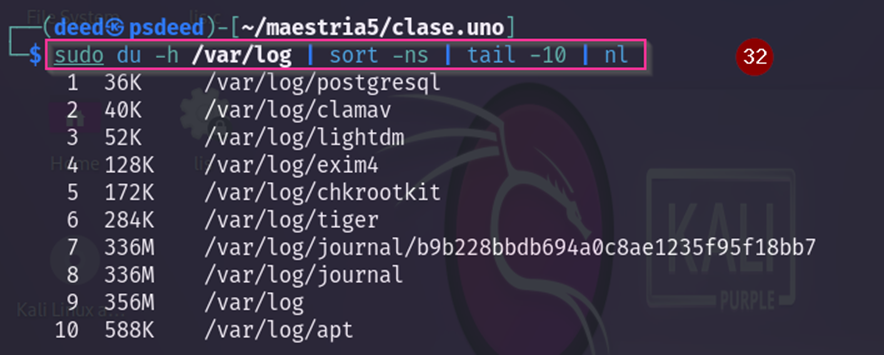 File System
lis c
┌──(deed㉿psdeed)-[~/maestria5/clase.uno]
└─$ sudo du -h /var/log | sort -ns | tail -10 | nl
32
1 36K /var/log/postgresql
2 40K /var/log/clamav
3 52K /var/log/lightdm
4 128K /var/log/exim4
5 172K /var/log/chkrootkit
6 284K /var/log/tiger
7 336M /var/log/journal/b9b228bbdb694a0c8ae1235f95f18bb7
8 336M /var/log/journal
9 356M /var/log
10 588K /var/log/apt
Home
KALI
PURPLE
Kali Linux a...